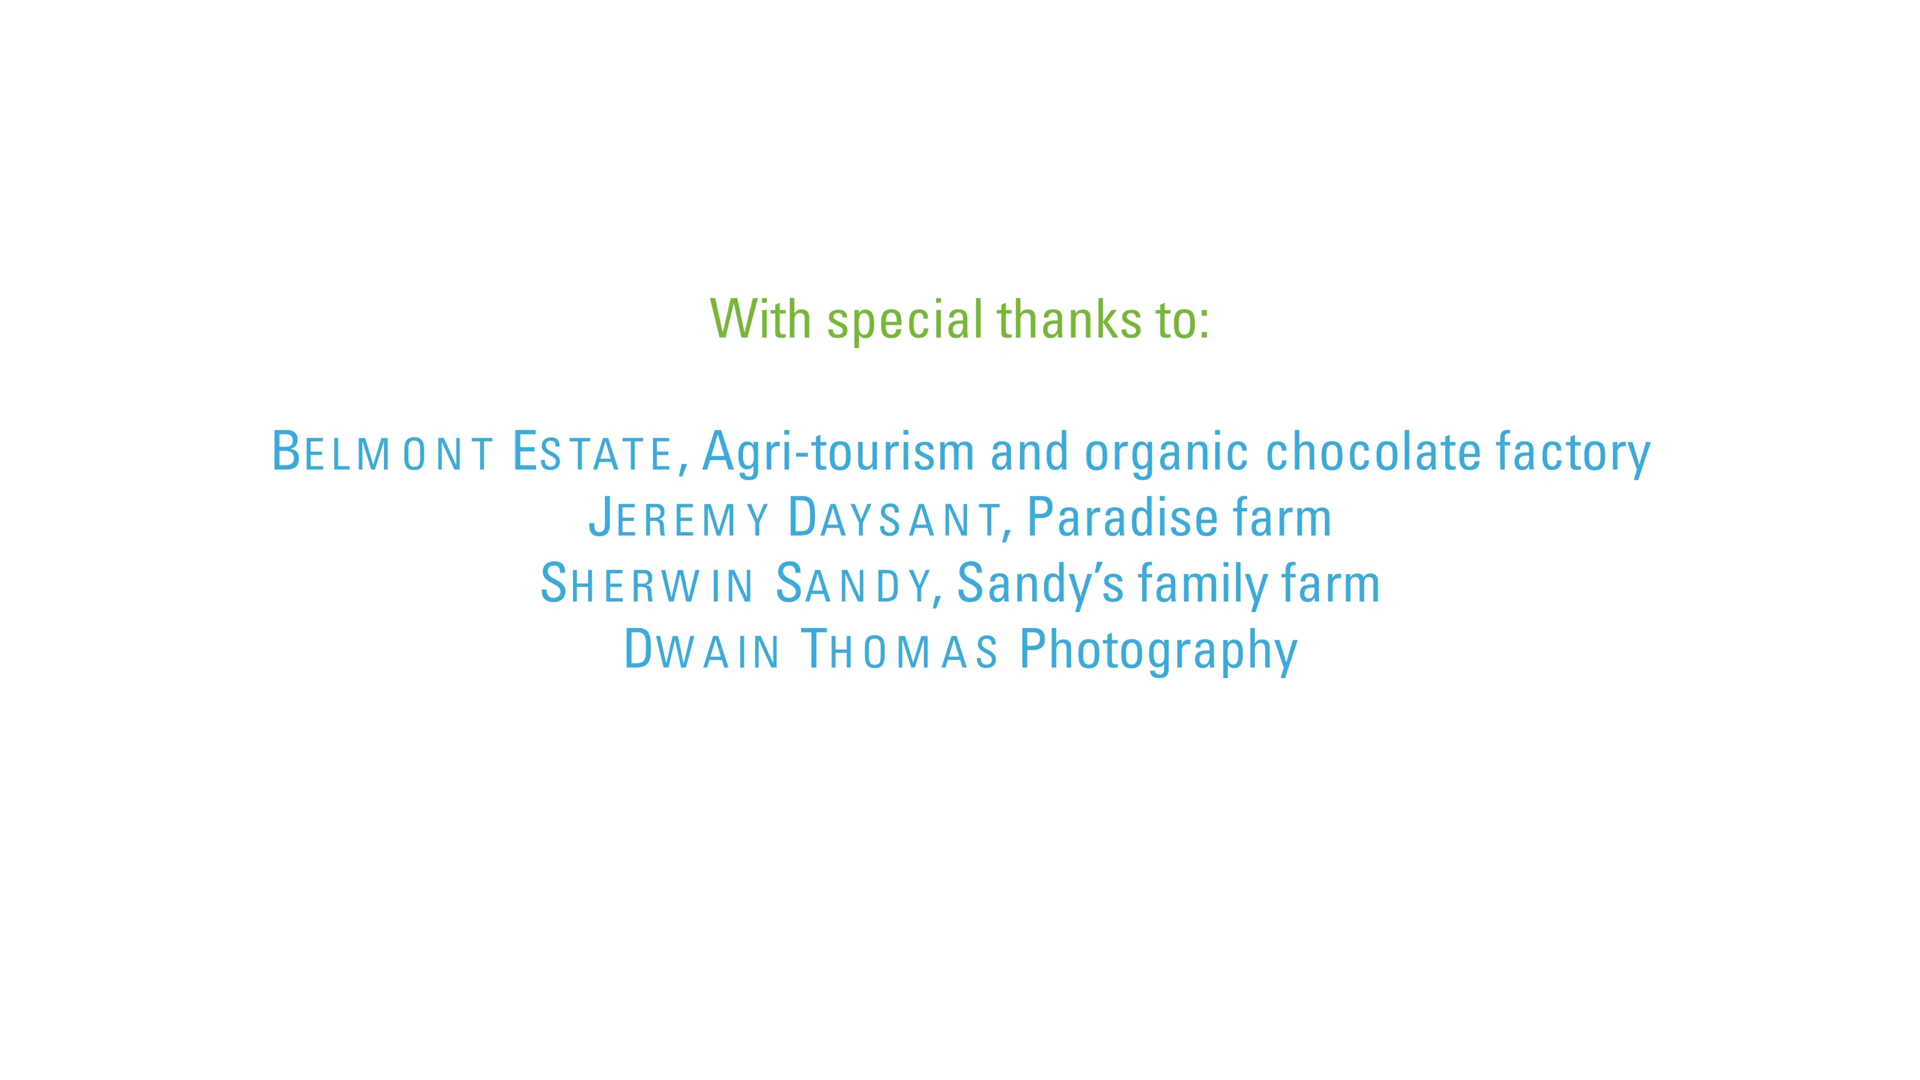 With special thanks to:
BELMONT ESTATE, Agri-tourism and organic chocolate factory
JEREMY DAYSANT, Paradise farm
SHERWIN SANDY, Sandy’s family farm
DWAIN THOMAS Photography